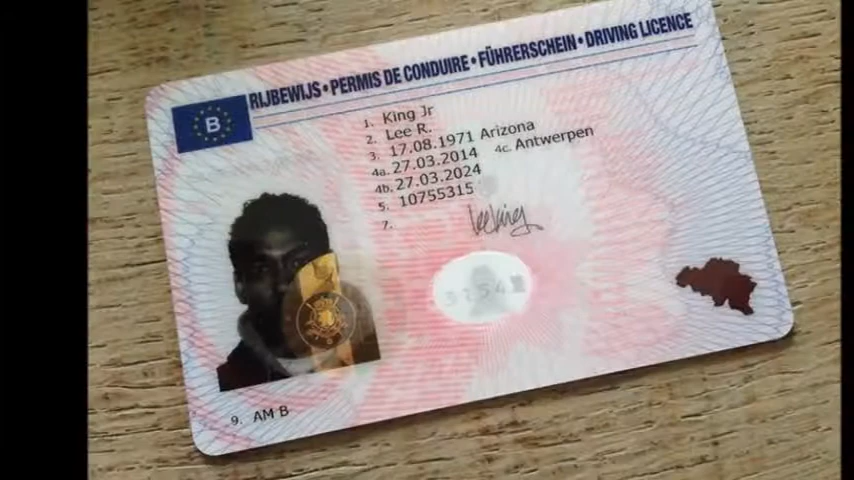 RIJBEWIJS • PERMIS DE CONDUIRE • FÜHRERSCHEIN • DRIVING LICENCE
B
1. King Jr
2. Lee R.
3. 17.08.1971 Arizona
4a. 27.03.2014 4c. Antwerpen
4b. 27.03.2024
5. 10755315
7.
9. AM B